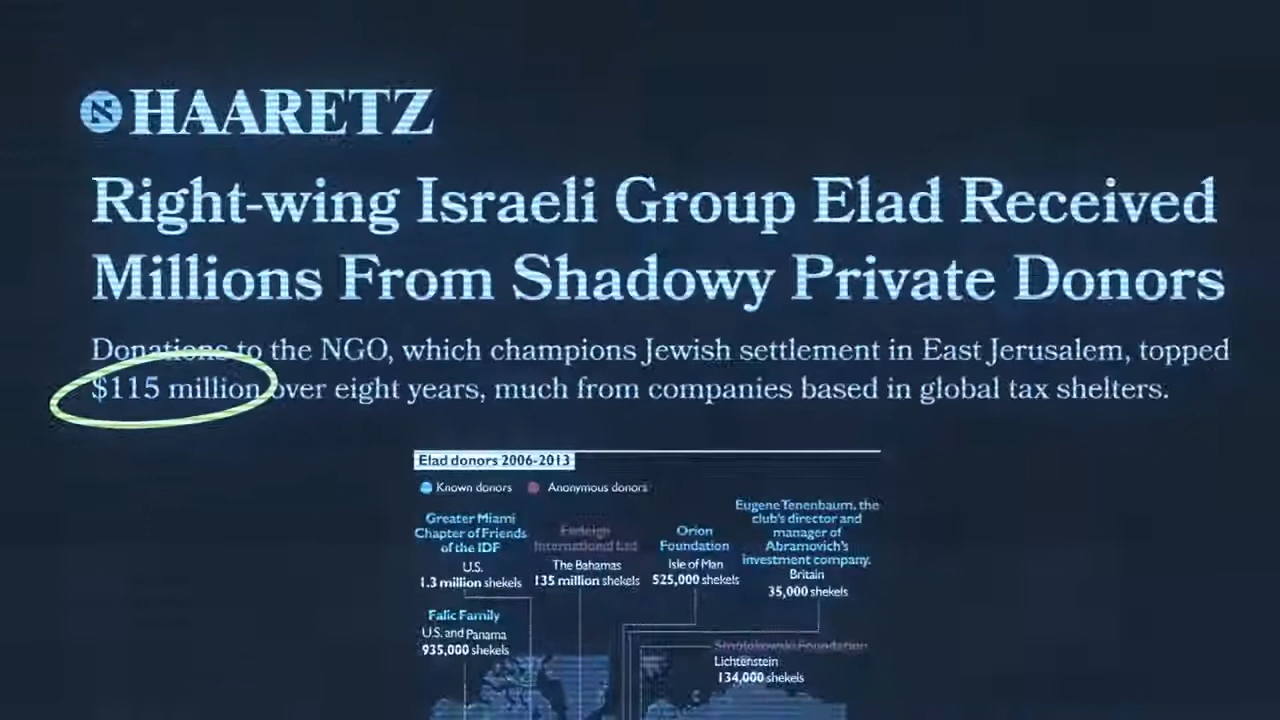 HAARETZ
Right-wing Israeli Group Elad Received
Millions From Shadowy Private Donors
Donations to the NGO, which champions Jewish settlement in East Jerusalem, topped
$115 million over eight years, much from companies based in global tax shelters.
Elad donors 2006-2013
Known donors
Anonymous donors
Greater Miami
Chapter of Friends
of the IDF
U.S.
1.3 million shekels
International Ltd
The Bahamas
135 million shekels
Orion
Foundation
Isle of Man
525,000 shekels
Eugene Tenenbaum, the
club's director and
manager of
Abramovich's
investment company.
Britain
35,000 shekels
Falic Family
U.S. and Panama
935,000 shekels
Foundation
Lichtenstein
134,000 shekels